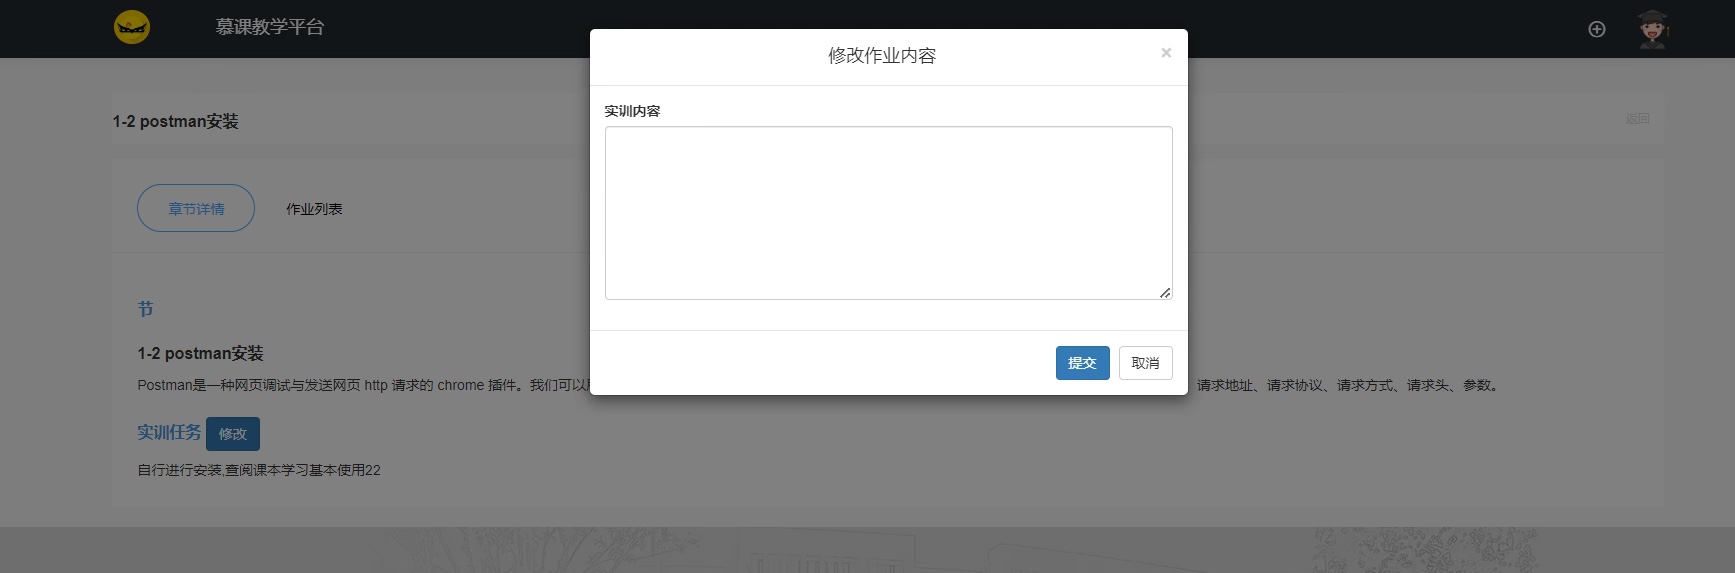 慕课教学平台
修改作业内容
×
1-2 postman安装
返回
实训内容
章节详情
作业列表
节
1-2 postman安装
Postman是一种网页调试与发送网页 http 请求的 chrome 插件。我们可以
请求地址、请求协议、请求方式、请求头、参数。
提交
取消
实训任务
修改
自行进行安装,查阅课本学习基本使用22